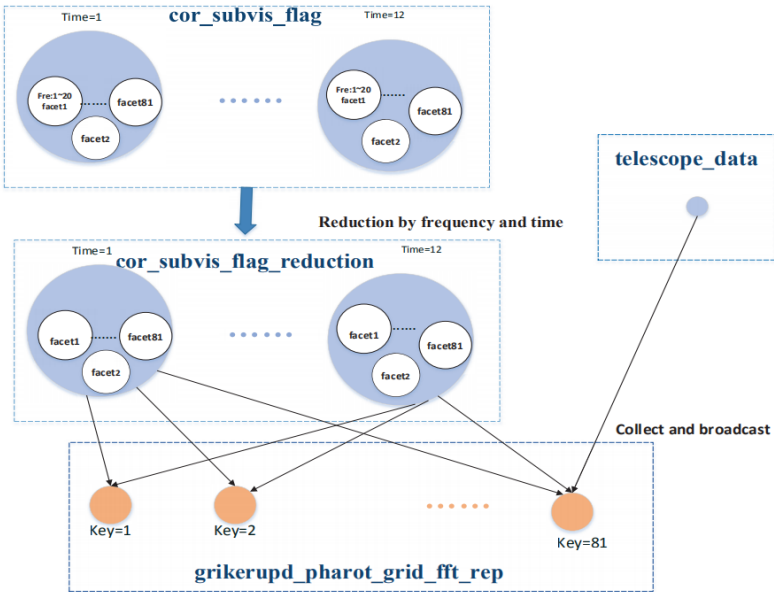 Time=1
cor_subvis_flag
Time=12
Fre:1~20
facet1
........
facet81
facet2
......
Fre:1~20
facet1
........
facet81
facet2
telescope_data
Reduction by frequency and time
Time=1
cor_subvis_flag_reduction
Time=12
facet1
........
facet81
facet2
......
facet1
........
facet81
facet2
Collect and broadcast
Key=1
Key=2
......
Key=81
grikerupd_pharot_grid_fft_rep